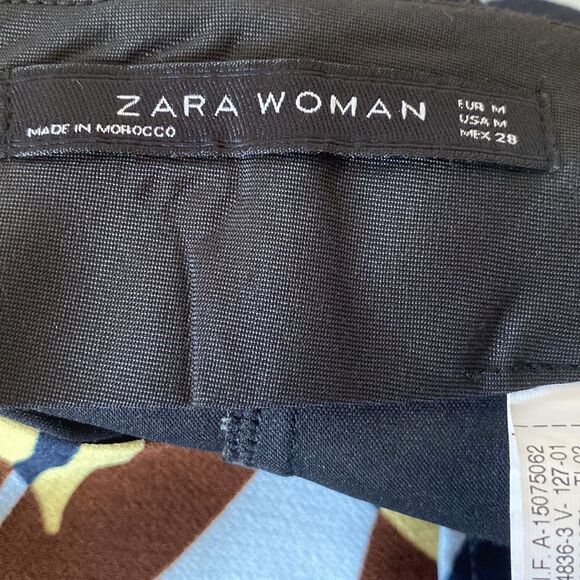 ZARA WOMAN
MADE IN MOROCCO
EUR M
USA M
MEX 28
.F. A-15075062
4836-3 V- 127-01